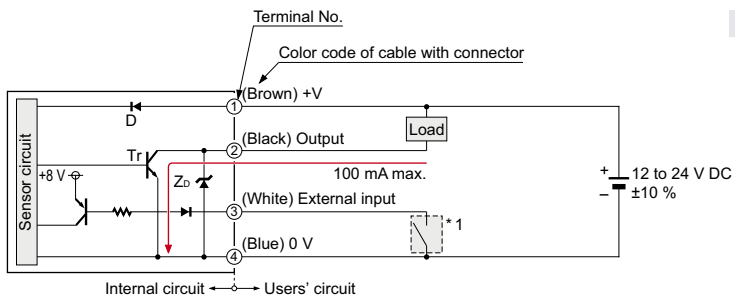 Terminal No.
Color code of cable with connector
(Brown) +V
1
D
Load
(Black) Output
2
Sensor circuit
Tr
+8 V
ZD
100 mA max.
+
12 to 24 V DC
–
±10 %
(White) External input
3
* 1
(Blue) 0 V
4
Internal circuit
Users' circuit